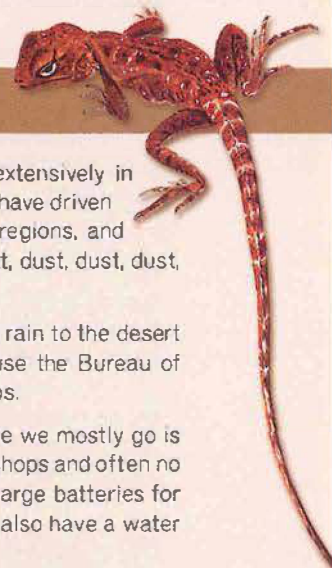 extensively in
have driven
regions, and
t, dust, dust, dust,
rain to the desert
use the Bureau of
os.
e we mostly go is
hops and often no
arge batteries for
also have a water